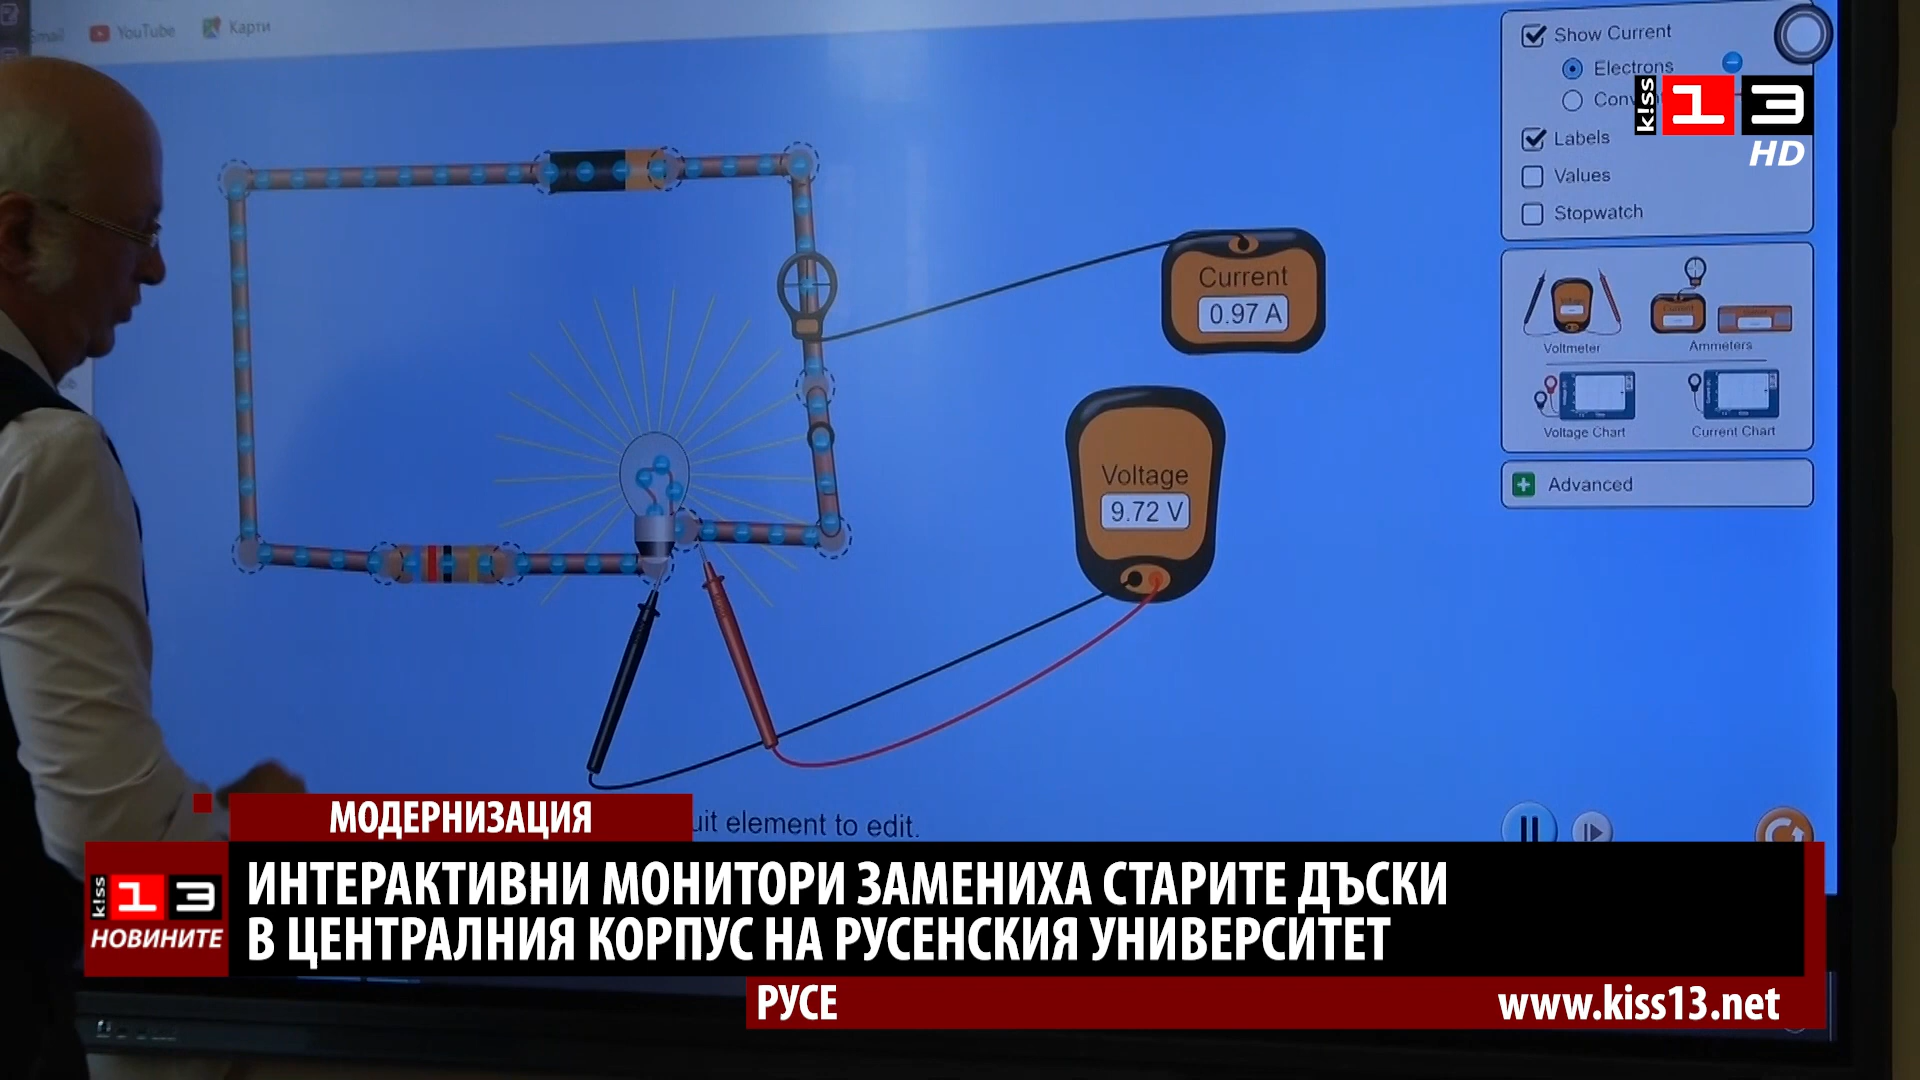 YouTube
Карти
Show Current
Electrons
Labels
Values
Stopwatch
kiss 13
HD
Current
0.97 A
Voltage
9.72 V
Voltmeter
Ammeters
Voltage Chart
Current Chart
Advanced
element to edit.
МОДЕРНИЗАЦИЯ
kiss 13
НОВИНИТЕ
ИНТЕРАКТИВНИ МОНИТОРИ ЗАМЕНИХА СТАРИТЕ ДЪСКИ
В ЦЕНТРАЛНИЯ КОРПУС НА РУСЕНСКИЯ УНИВЕРСИТЕТ
РУСЕ
www.kiss13.net